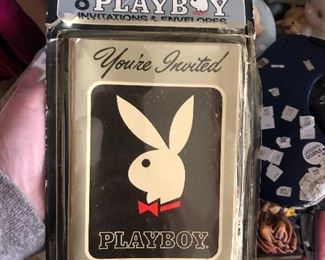 8 PLAYBOY
INVITATIONS & ENVELOPES
You're Invited
PLAYBOY